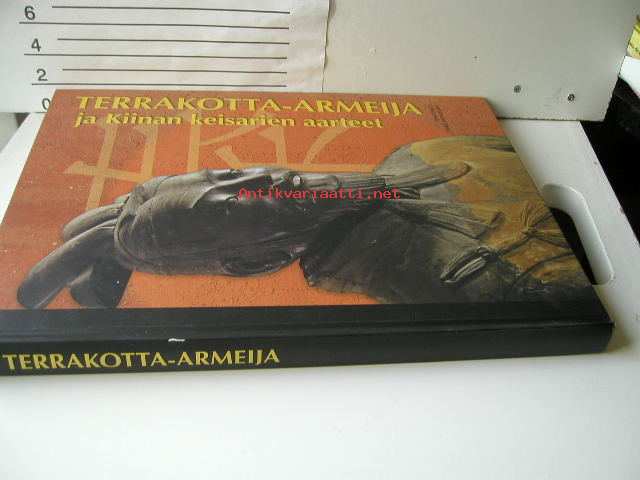 6
4
2
0
TERRAKOTTA-ARMEIJA
ja Kiinan keisarien aarteet
Antikvariaatti.net
TERRAKOTTA-ARMEIJA